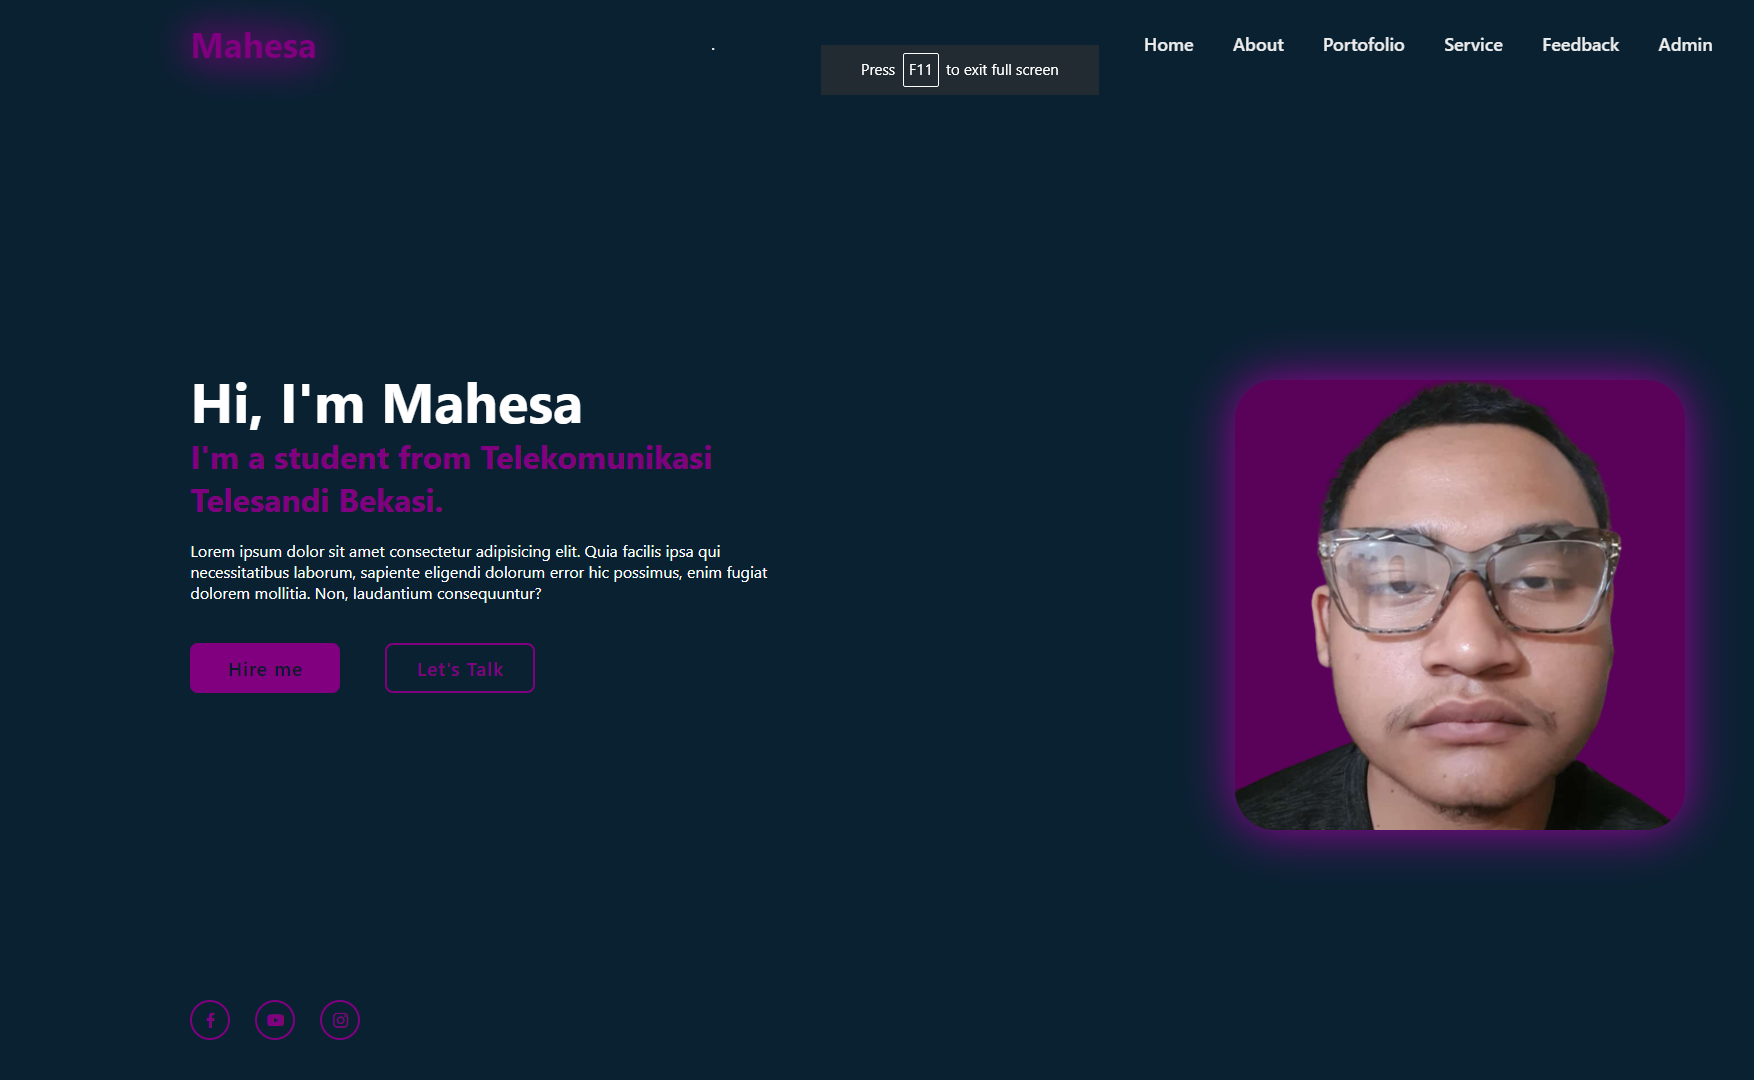 Mahesa
.
Home About Portofolio Service Feedback Admin
Press F11 to exit full screen
Hi, I'm Mahesa
I'm a student from Telekomunikasi
Telesandi Bekasi.
Lorem ipsum dolor sit amet consectetur adipisicing elit. Quia facilis ipsa qui
necessitatibus laborum, sapiente eligendi dolorum error hic possimus, enim fugiat
dolorem mollitia. Non, laudantium consequuntur?
Hire me
Let's Talk